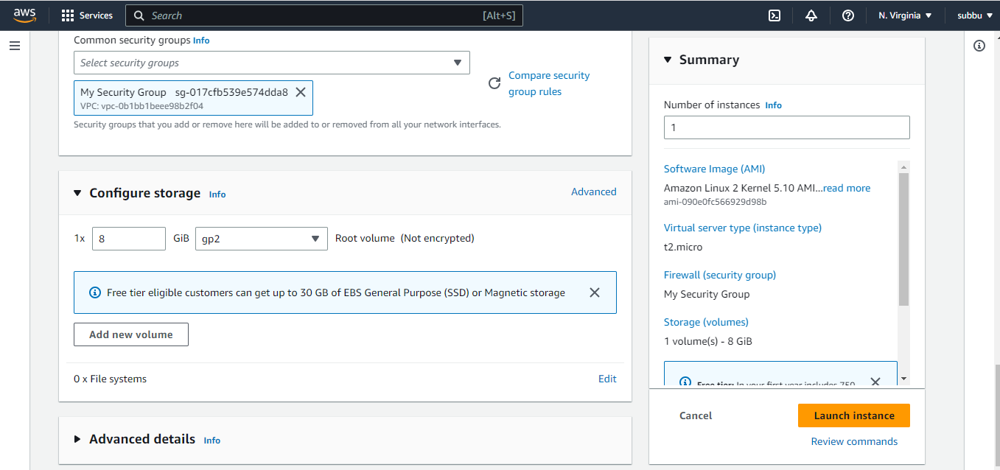 aws
Services
Search [Alt+S]
N. Virginia
subbu
Common security groups Info
Select security groups
My Security Group sg-017cfb539e574dda8
VPC: vpc-0b1bb1beee98b2f04
Compare security
group rules
Security groups that you add or remove here will be added to or removed from all your network interfaces.
Configure storage Info
Advanced
1x 8 GiB gp2 Root volume (Not encrypted)
Free tier eligible customers can get up to 30 GB of EBS General Purpose (SSD) or Magnetic storage
Add new volume
0 x File systems
Edit
Advanced details Info
Summary
Number of instances Info
1
Software Image (AMI)
Amazon Linux 2 Kernel 5.10 AMI...read more
ami-090e0fc566929d98b
Virtual server type (instance type)
t2.micro
Firewall (security group)
My Security Group
Storage (volumes)
1 volume(s) - 8 GiB
Free tier: In your first year includes 750
Cancel
Launch instance
Review commands